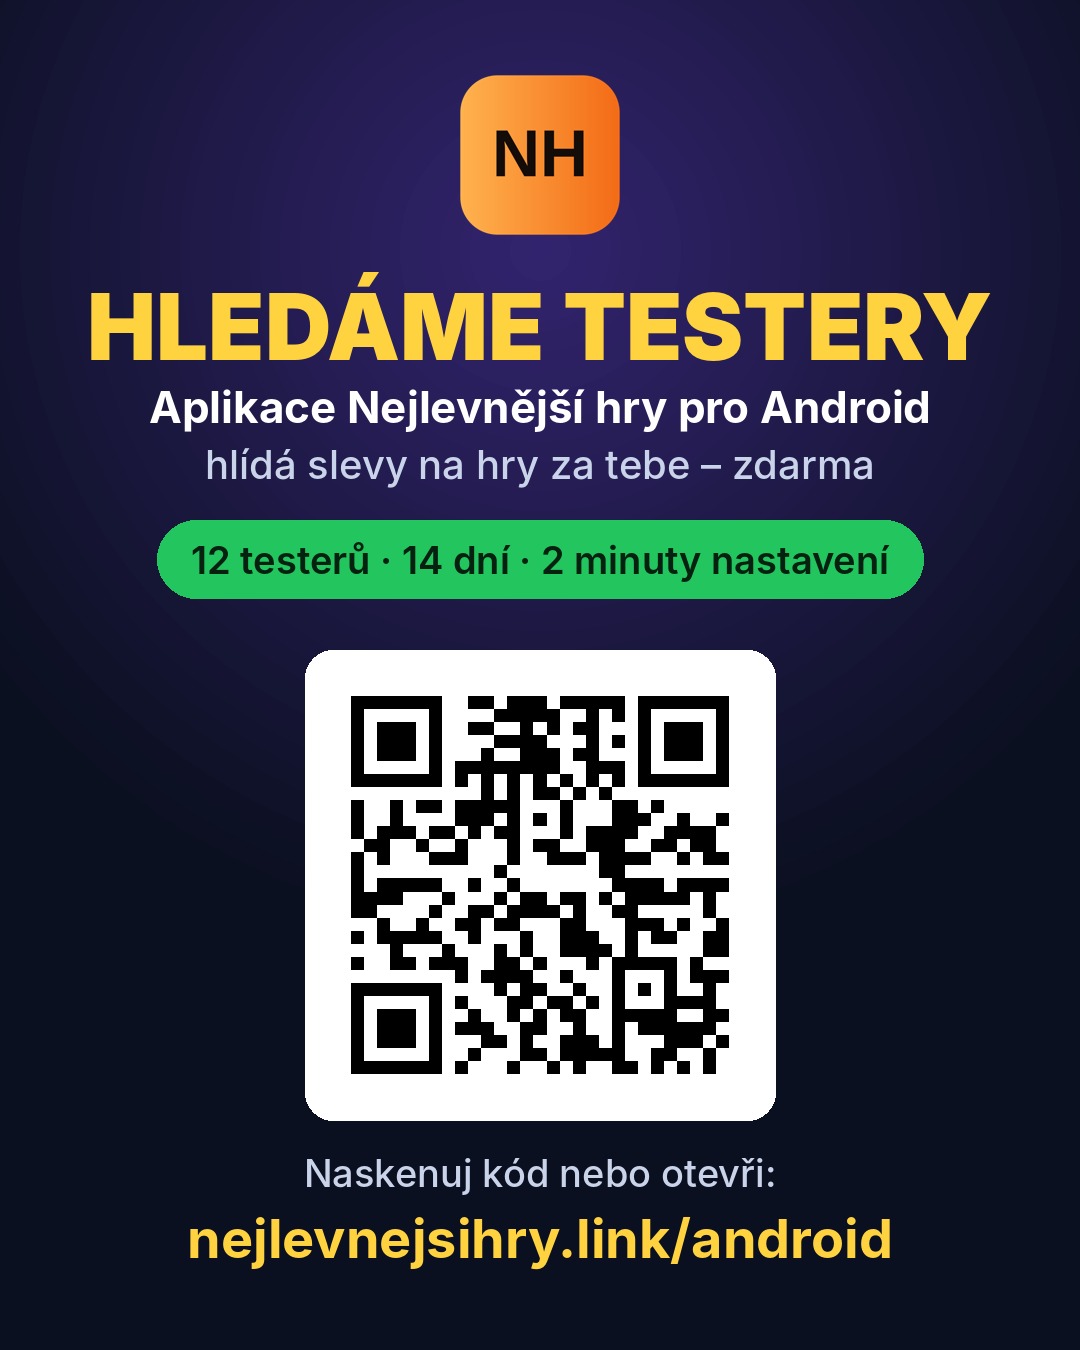 NH
HLEDÁME TESTERY
Aplikace Nejlevnější hry pro Android
hlídá slevy na hry za tebe – zdarma
12 testerů · 14 dní · 2 minuty nastavení
Naskenuj kód nebo otevři:
nejlevnejsihry.link/android